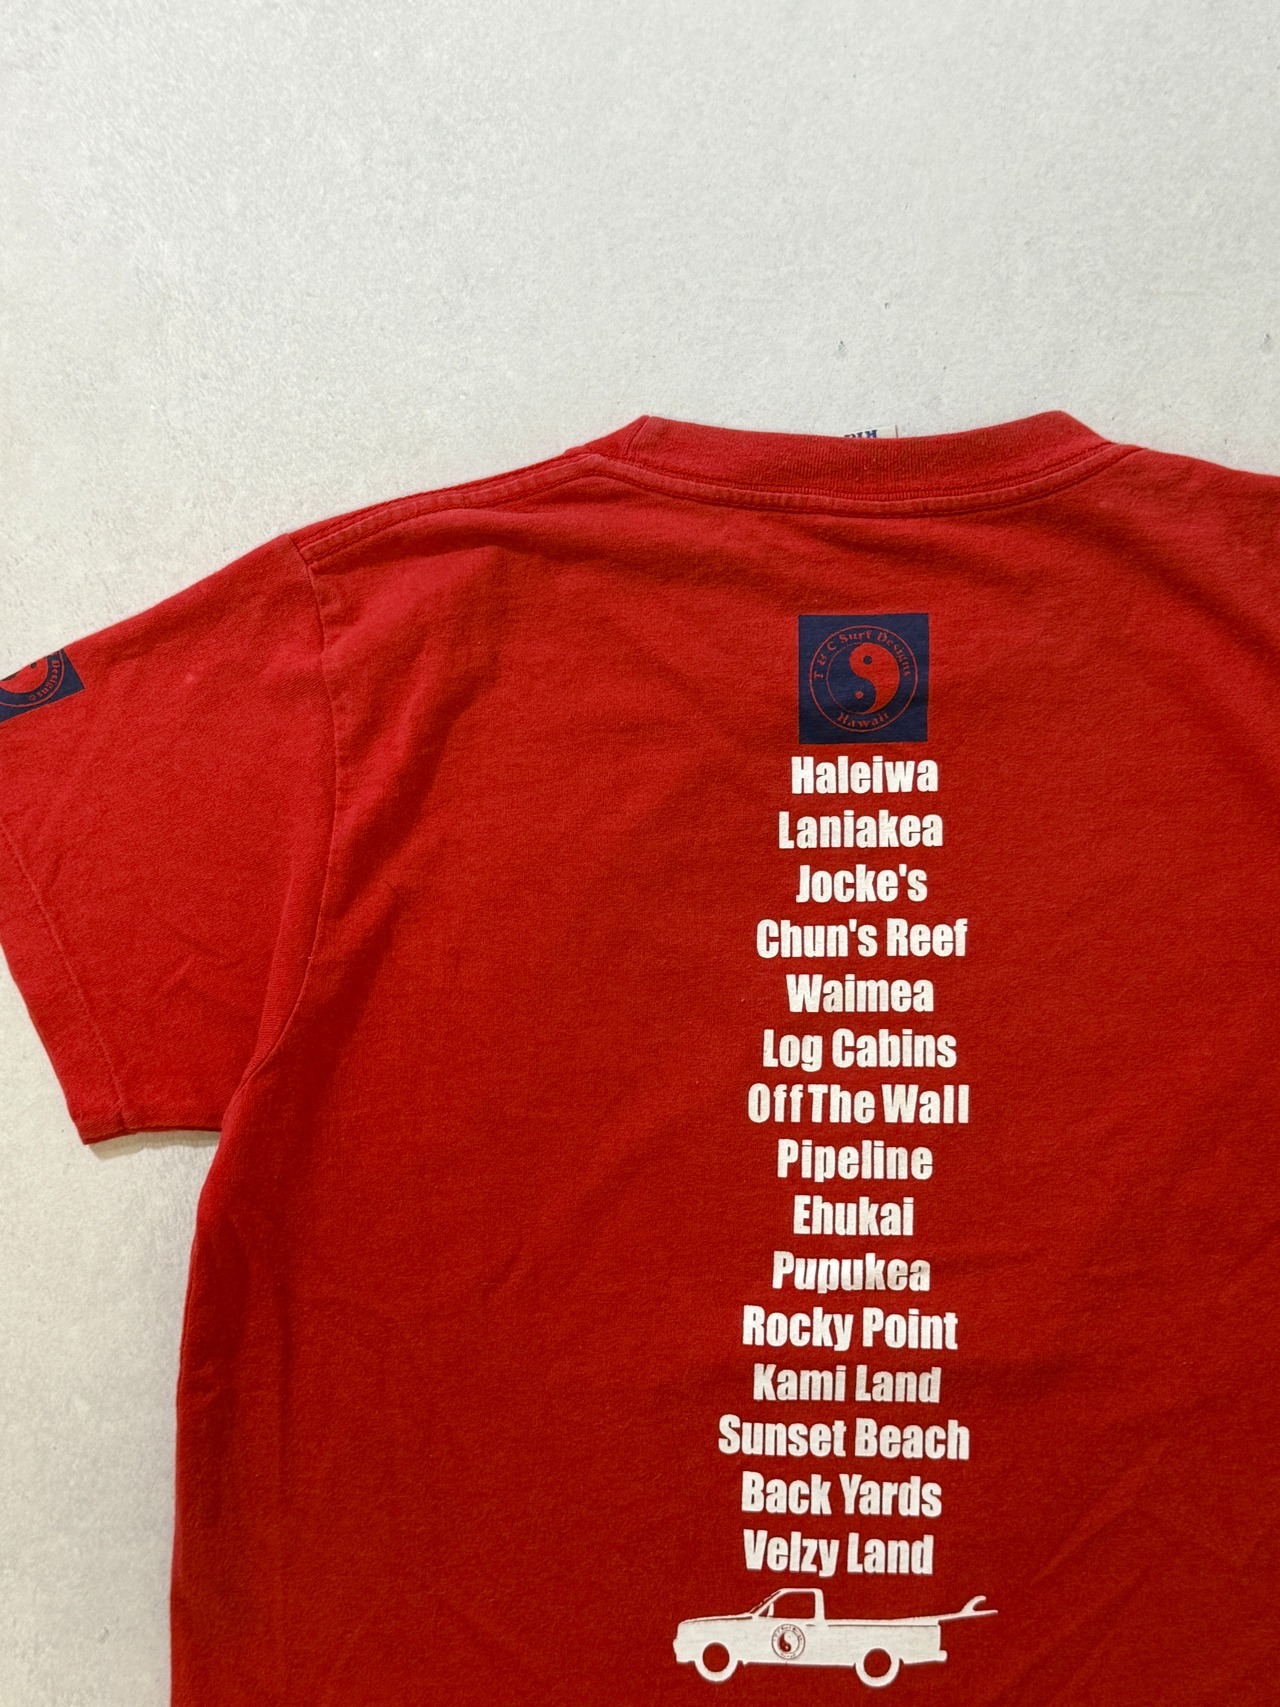 T & C Surf Designs
Hawaii
Haleiwa
Laniakea
Jocke's
Chun's Reef
Waimea
Log Cabins
Off The Wall
Pipeline
Ehukai
Pupukea
Rocky Point
Kami Land
Sunset Beach
Back Yards
Velzy Land
Designs